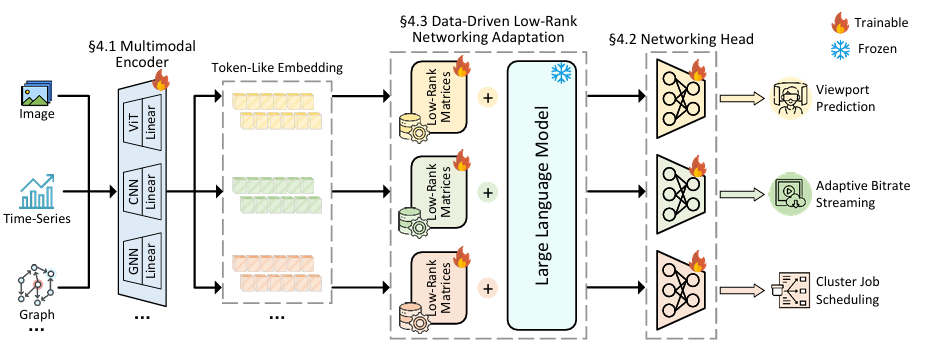 §4.1 Multimodal
Encoder
Token-Like Embedding
§4.3 Data-Driven Low-Rank
Networking Adaptation
§4.2 Networking Head
Trainable
Frozen
Image
Time-Series
Graph
...
ViT
Linear
CNN
Linear
GNN
Linear
...
...
Low-Rank
Matrices
+
Low-Rank
Matrices
+
Low-Rank
Matrices
+
Large Language Model
Viewport
Prediction
Adaptive Bitrate
Streaming
Cluster Job
Scheduling